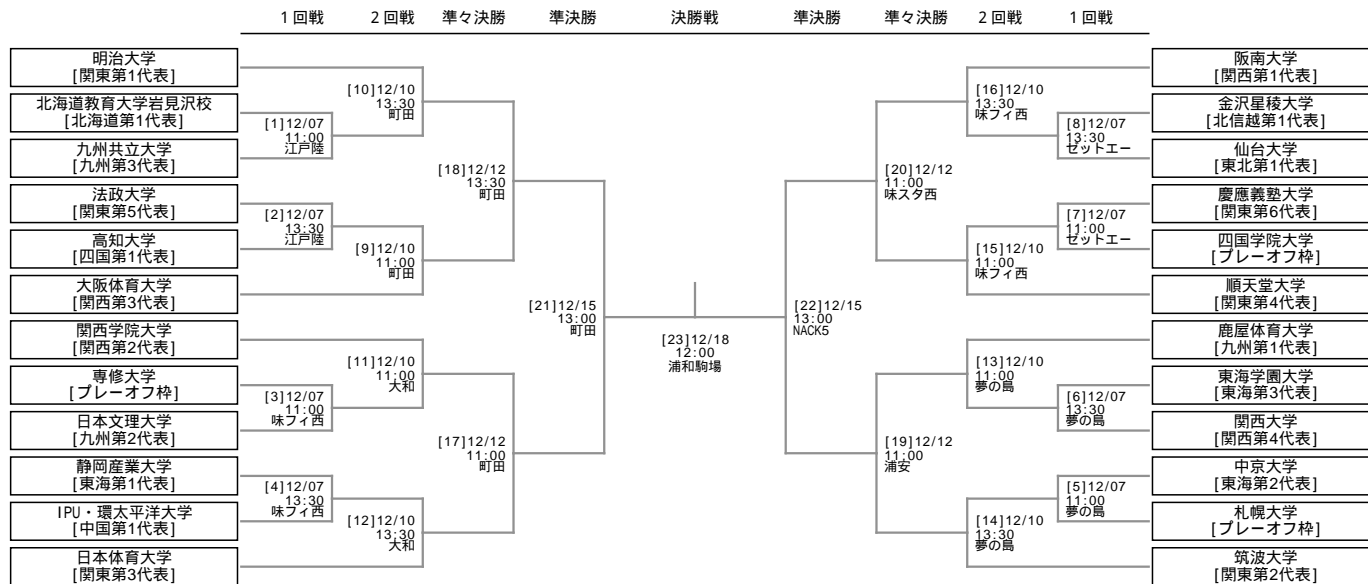 1回戦 2回戦 準々決勝 準決勝 決勝戦 準決勝 準々決勝 2回戦 1回戦
明治大学
[関東第1代表]
北海道教育大学岩見沢校
[北海道第1代表]
九州共立大学
[九州第3代表]
法政大学
[関東第5代表]
高知大学
[四国第1代表]
大阪体育大学
[関西第3代表]
関西学院大学
[関西第2代表]
専修大学
[プレーオフ枠]
日本文理大学
[九州第2代表]
静岡産業大学
[東海第1代表]
IPU・環太平洋大学
[中国第1代表]
日本体育大学
[関東第3代表]
[1]12/07
11:00
江戸陸
[2]12/07
13:30
江戸陸
[3]12/07
11:00
味フィ西
[4]12/07
13:30
味フィ西
[10]12/10
13:30
町田
[9]12/10
11:00
町田
[11]12/10
11:00
大和
[12]12/10
13:30
大和
[18]12/12
13:30
町田
[17]12/12
11:00
町田
[21]12/15
13:00
町田
[23]12/18
12:00
浦和駒場
[22]12/15
13:00
NACK5
[20]12/12
11:00
味スタ西
[19]12/12
11:00
浦安
[16]12/10
13:30
味フィ西
[15]12/10
11:00
味フィ西
[13]12/10
11:00
夢の島
[14]12/10
13:30
夢の島
[8]12/07
13:30
ゼットエー
[7]12/07
11:00
ゼットエー
[6]12/07
13:30
夢の島
[5]12/07
11:00
夢の島
阪南大学
[関西第1代表]
金沢星稜大学
[北信越第1代表]
仙台大学
[東北第1代表]
慶應義塾大学
[関東第6代表]
四国学院大学
[プレーオフ枠]
順天堂大学
[関東第4代表]
鹿屋体育大学
[九州第1代表]
東海学園大学
[東海第3代表]
関西大学
[関西第4代表]
中京大学
[東海第2代表]
札幌大学
[プレーオフ枠]
筑波大学
[関東第2代表]